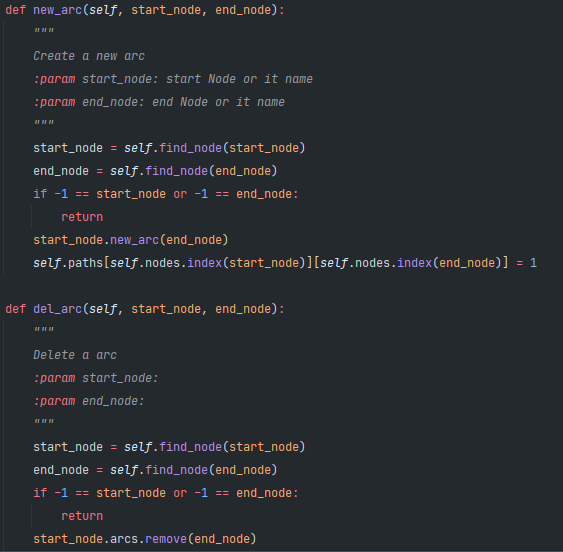 def new_arc(self, start_node, end_node):
    """
    Create a new arc
    :param start_node: start Node or it name
    :param end_node: end Node or it name
    """
    start_node = self.find_node(start_node)
    end_node = self.find_node(end_node)
    if -1 == start_node or -1 == end_node:
        return
    start_node.new_arc(end_node)
    self.paths[self.nodes.index(start_node)][self.nodes.index(end_node)] = 1

def del_arc(self, start_node, end_node):
    """
    Delete a arc
    :param start_node:
    :param end_node:
    """
    start_node = self.find_node(start_node)
    end_node = self.find_node(end_node)
    if -1 == start_node or -1 == end_node:
        return
    start_node.arcs.remove(end_node)